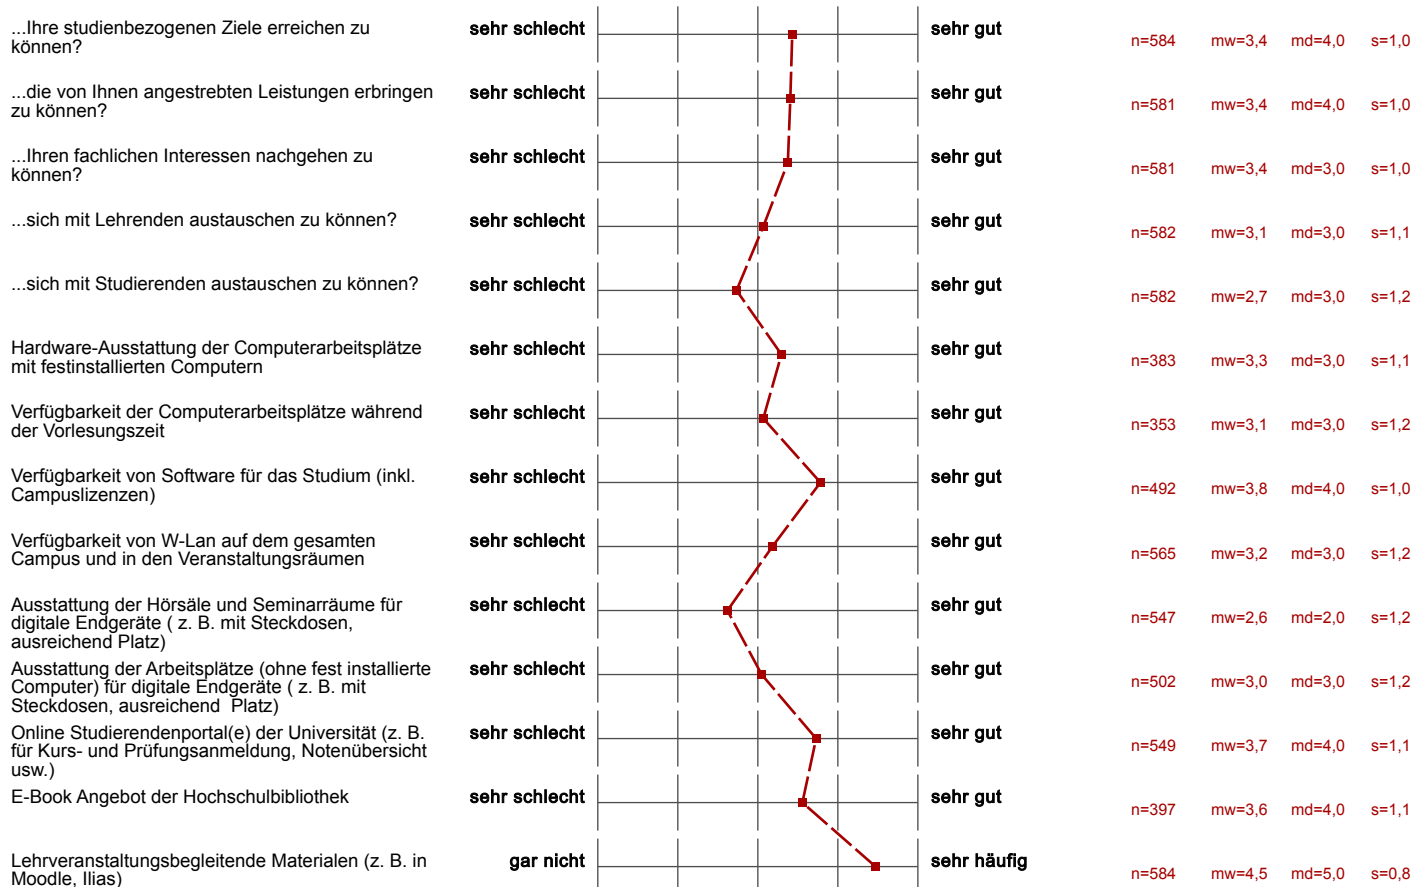 ...Ihre studienbezogenen Ziele erreichen zu
können?
sehr schlecht
sehr gut
n=584 mw=3,4 md=4,0 s=1,0
...die von Ihnen angestrebten Leistungen erbringen
zu können?
sehr schlecht
sehr gut
n=581 mw=3,4 md=4,0 s=1,0
...Ihren fachlichen Interessen nachgehen zu
können?
sehr schlecht
sehr gut
n=581 mw=3,4 md=3,0 s=1,0
...sich mit Lehrenden austauschen zu können?
sehr schlecht
sehr gut
n=582 mw=3,1 md=3,0 s=1,1
...sich mit Studierenden austauschen zu können?
sehr schlecht
sehr gut
n=582 mw=2,7 md=3,0 s=1,2
Hardware-Ausstattung der Computerarbeitsplätze
mit festinstallierten Computern
sehr schlecht
sehr gut
n=383 mw=3,3 md=3,0 s=1,1
Verfügbarkeit der Computerarbeitsplätze während
der Vorlesungszeit
sehr schlecht
sehr gut
n=353 mw=3,1 md=3,0 s=1,2
Verfügbarkeit von Software für das Studium (inkl.
Campuslizenzen)
sehr schlecht
sehr gut
n=492 mw=3,8 md=4,0 s=1,0
Verfügbarkeit von W-Lan auf dem gesamten
Campus und in den Veranstaltungsräumen
sehr schlecht
sehr gut
n=565 mw=3,2 md=3,0 s=1,2
Ausstattung der Hörsäle und Seminarräume für
digitale Endgeräte ( z. B. mit Steckdosen,
ausreichend Platz)
sehr schlecht
sehr gut
n=547 mw=2,6 md=2,0 s=1,2
Ausstattung der Arbeitsplätze (ohne fest installierte
Computer) für digitale Endgeräte ( z. B. mit
Steckdosen, ausreichend  Platz)
sehr schlecht
sehr gut
n=502 mw=3,0 md=3,0 s=1,2
Online Studierendenportal(e) der Universität (z. B.
für Kurs- und Prüfungsanmeldung, Notenübersicht
usw.)
sehr schlecht
sehr gut
n=549 mw=3,7 md=4,0 s=1,1
E-Book Angebot der Hochschulbibliothek
sehr schlecht
sehr gut
n=397 mw=3,6 md=4,0 s=1,1
Lehrveranstaltungsbegleitende Materialen (z. B. in
Moodle, Ilias)
gar nicht
sehr häufig
n=584 mw=4,5 md=5,0 s=0,8